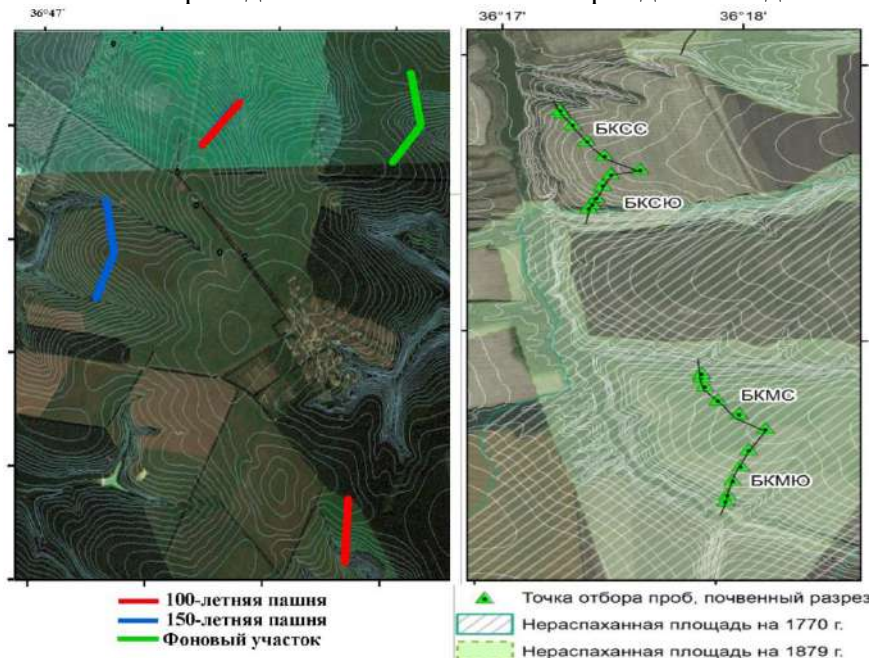 36°47'
36°17' 36°18'
БКСС
БКСЮ
БКМС
БКМЮ
100-летняя пашня
150-летняя пашня
Фоновый участок
Точка отбора проб, почвенный разрез
Нераспаханная площадь на 1770 г.
Нераспаханная площадь на 1879 г.